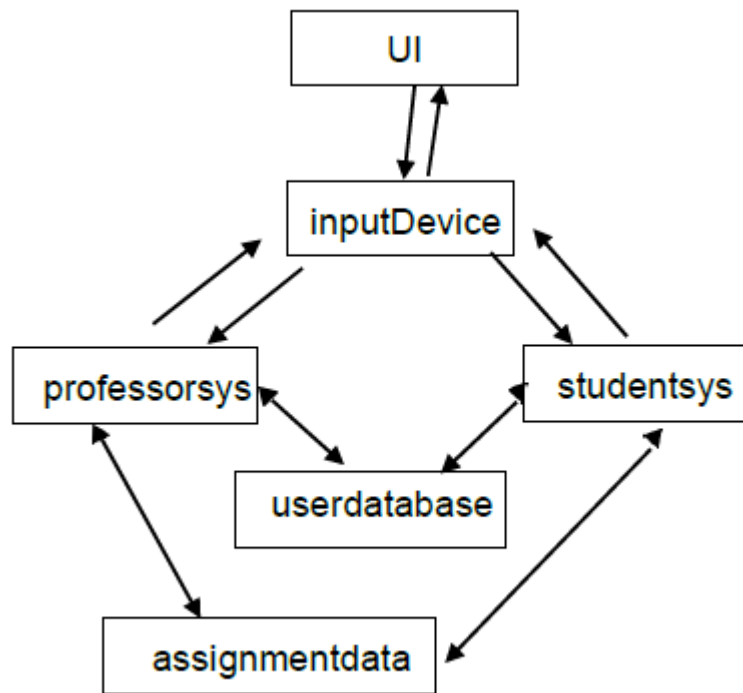 UI
inputDevice
professorsys
studentsys
userdatabase
assignmentdata